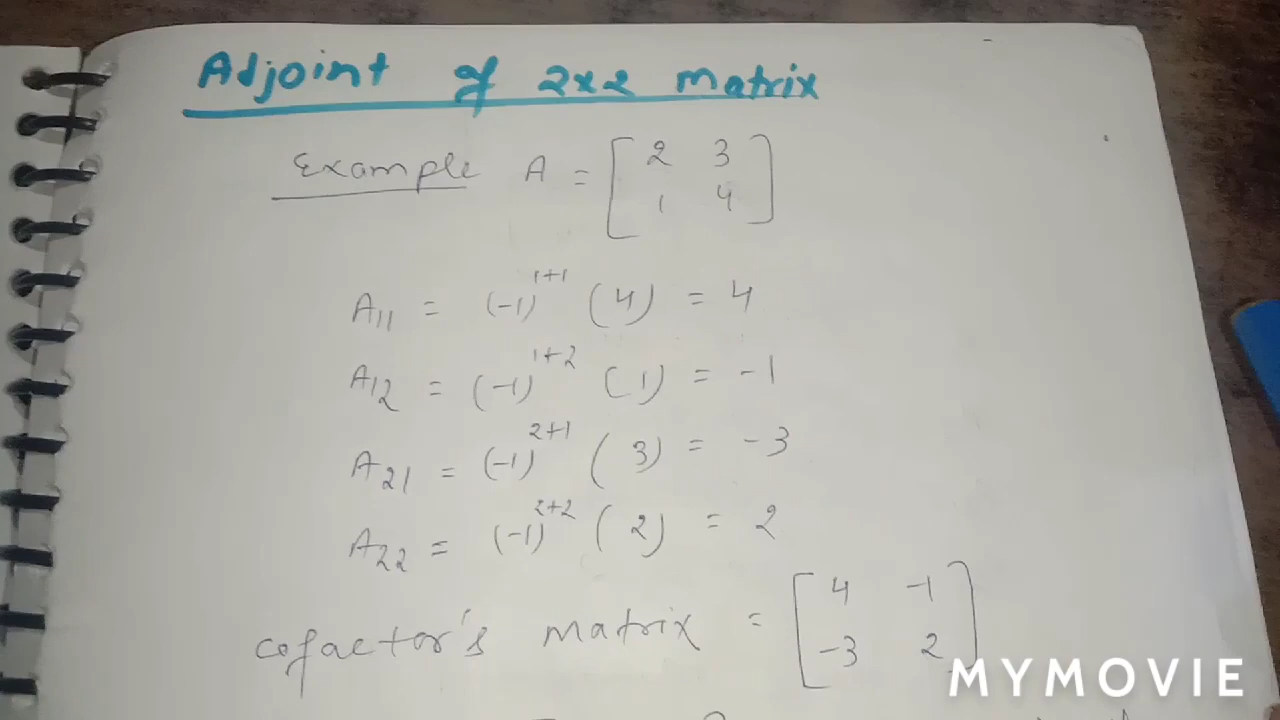 Adjoint of 2x2 matrix
Example A = [ 2 3
1 4 ]
A11 = (-1)^1+1 (4) = 4
A12 = (-1)^1+2 (1) = -1
A21 = (-1)^2+1 (3) = -3
A22 = (-1)^2+2 (2) = 2
cofactor's matrix = [ 4 -1
-3 2 ]
MYMOVIE